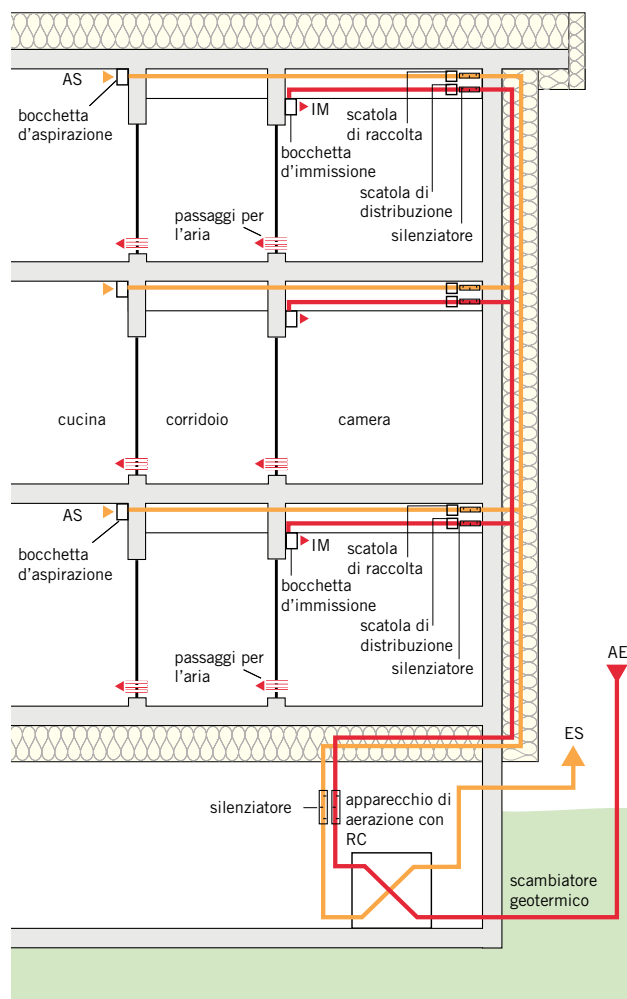 AS
bocchetta
d'aspirazione
IM
bocchetta
d'immissione
scatola
di raccolta
scatola di
distribuzione
silenziatore
passaggi per
l'aria
cucina
corridoio
camera
AS
bocchetta
d'aspirazione
IM
bocchetta
d'immissione
scatola
di raccolta
scatola di
distribuzione
silenziatore
passaggi per
l'aria
AE
ES
silenziatore
apparecchio di
aerazione con
RC
scambiatore
geotermico